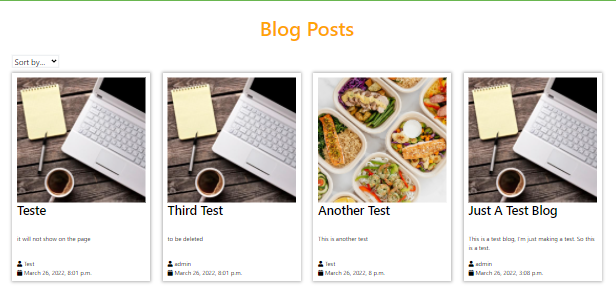 Blog Posts
Sort by...
Teste
it will not show on the page
Test
March 26, 2022, 8:01 p.m.
Third Test
to be deleted
admin
March 26, 2022, 8:01 p.m.
Another Test
This is another test
Test
March 26, 2022, 8 p.m.
Just A Test Blog
This is a test blog, I'm just making a test. So this
is a test.
admin
March 26, 2022, 3:08 p.m.